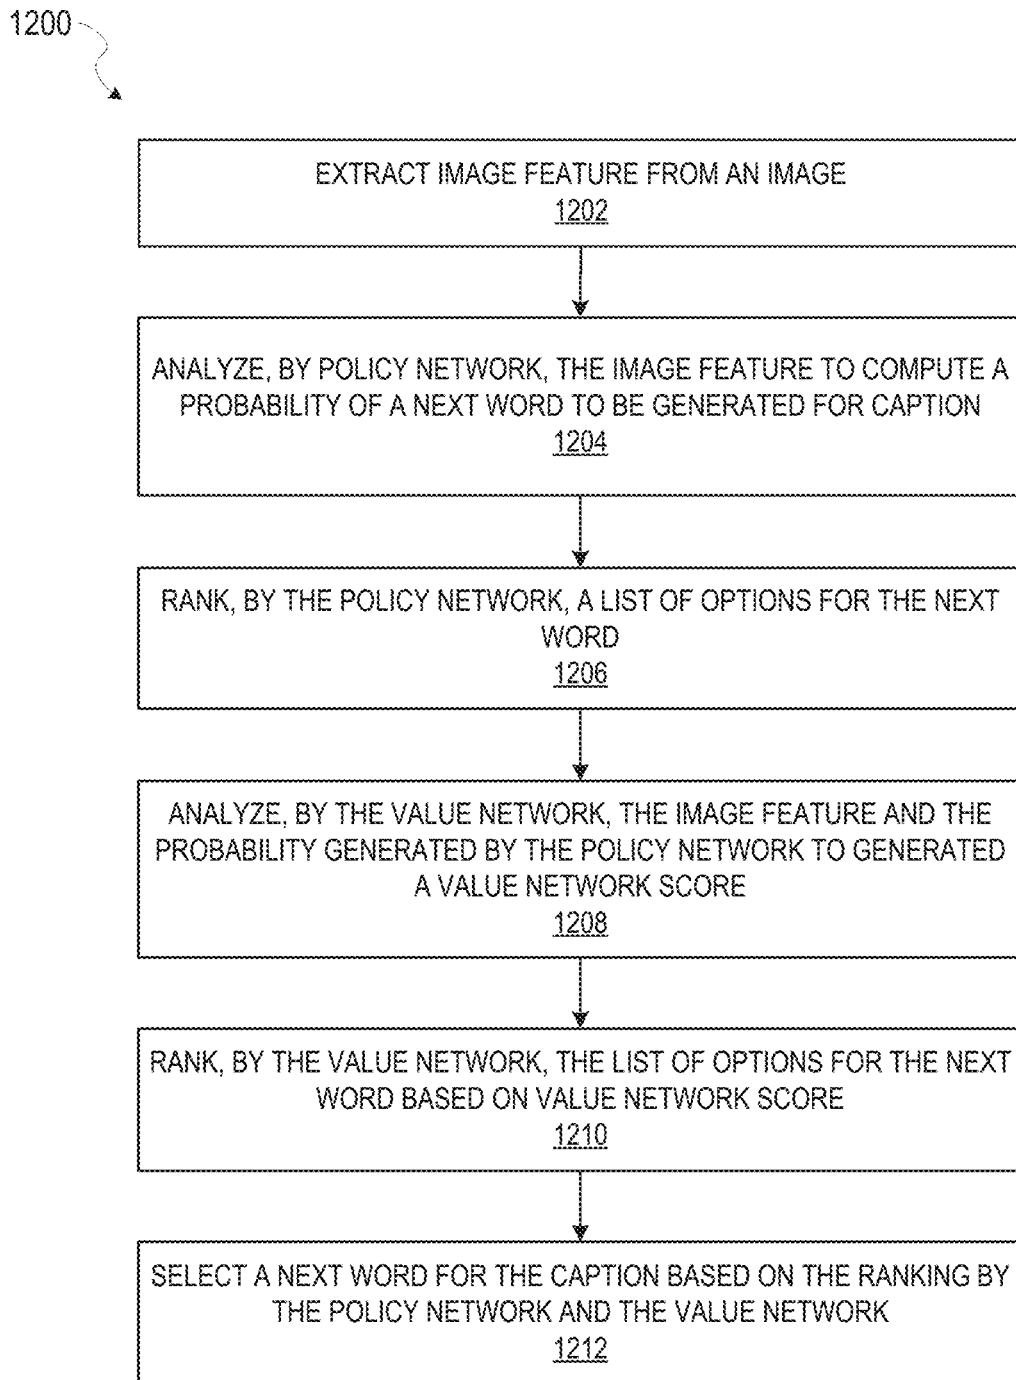 1200
EXTRACT IMAGE FEATURE FROM AN IMAGE
1202
ANALYZE, BY POLICY NETWORK, THE IMAGE FEATURE TO COMPUTE A
PROBABILITY OF A NEXT WORD TO BE GENERATED FOR CAPTION
1204
RANK, BY THE POLICY NETWORK, A LIST OF OPTIONS FOR THE NEXT
WORD
1206
ANALYZE, BY THE VALUE NETWORK, THE IMAGE FEATURE AND THE
PROBABILITY GENERATED BY THE POLICY NETWORK TO GENERATED
A VALUE NETWORK SCORE
1208
RANK, BY THE VALUE NETWORK, THE LIST OF OPTIONS FOR THE NEXT
WORD BASED ON VALUE NETWORK SCORE
1210
SELECT A NEXT WORD FOR THE CAPTION BASED ON THE RANKING BY
THE POLICY NETWORK AND THE VALUE NETWORK
1212